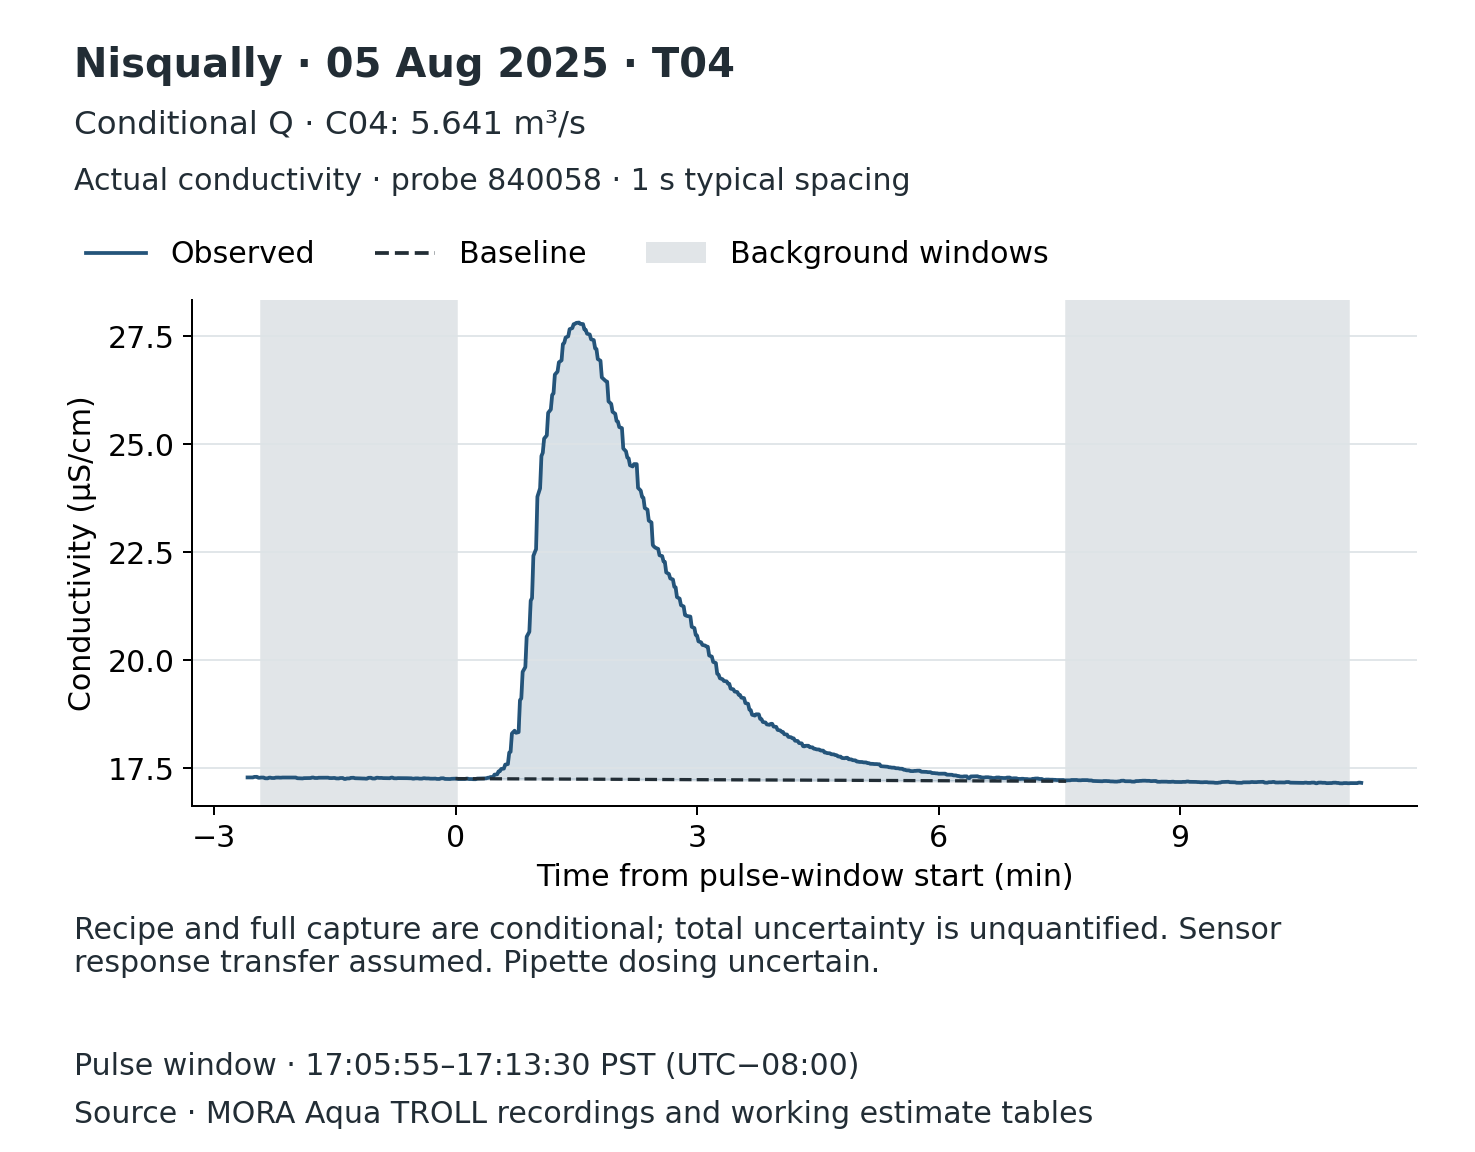 Nisqually · 05 Aug 2025 · T04
Conditional Q · C04: 5.641 m³/s
Actual conductivity · probe 840058 · 1 s typical spacing
Observed Baseline Background windows
27.5
25.0
22.5
20.0
17.5
Conductivity (µS/cm)
−3 0 3 6 9
Time from pulse-window start (min)
Recipe and full capture are conditional; total uncertainty is unquantified. Sensor
response transfer assumed. Pipette dosing uncertain.
Pulse window · 17:05:55–17:13:30 PST (UTC−08:00)
Source · MORA Aqua TROLL recordings and working estimate tables